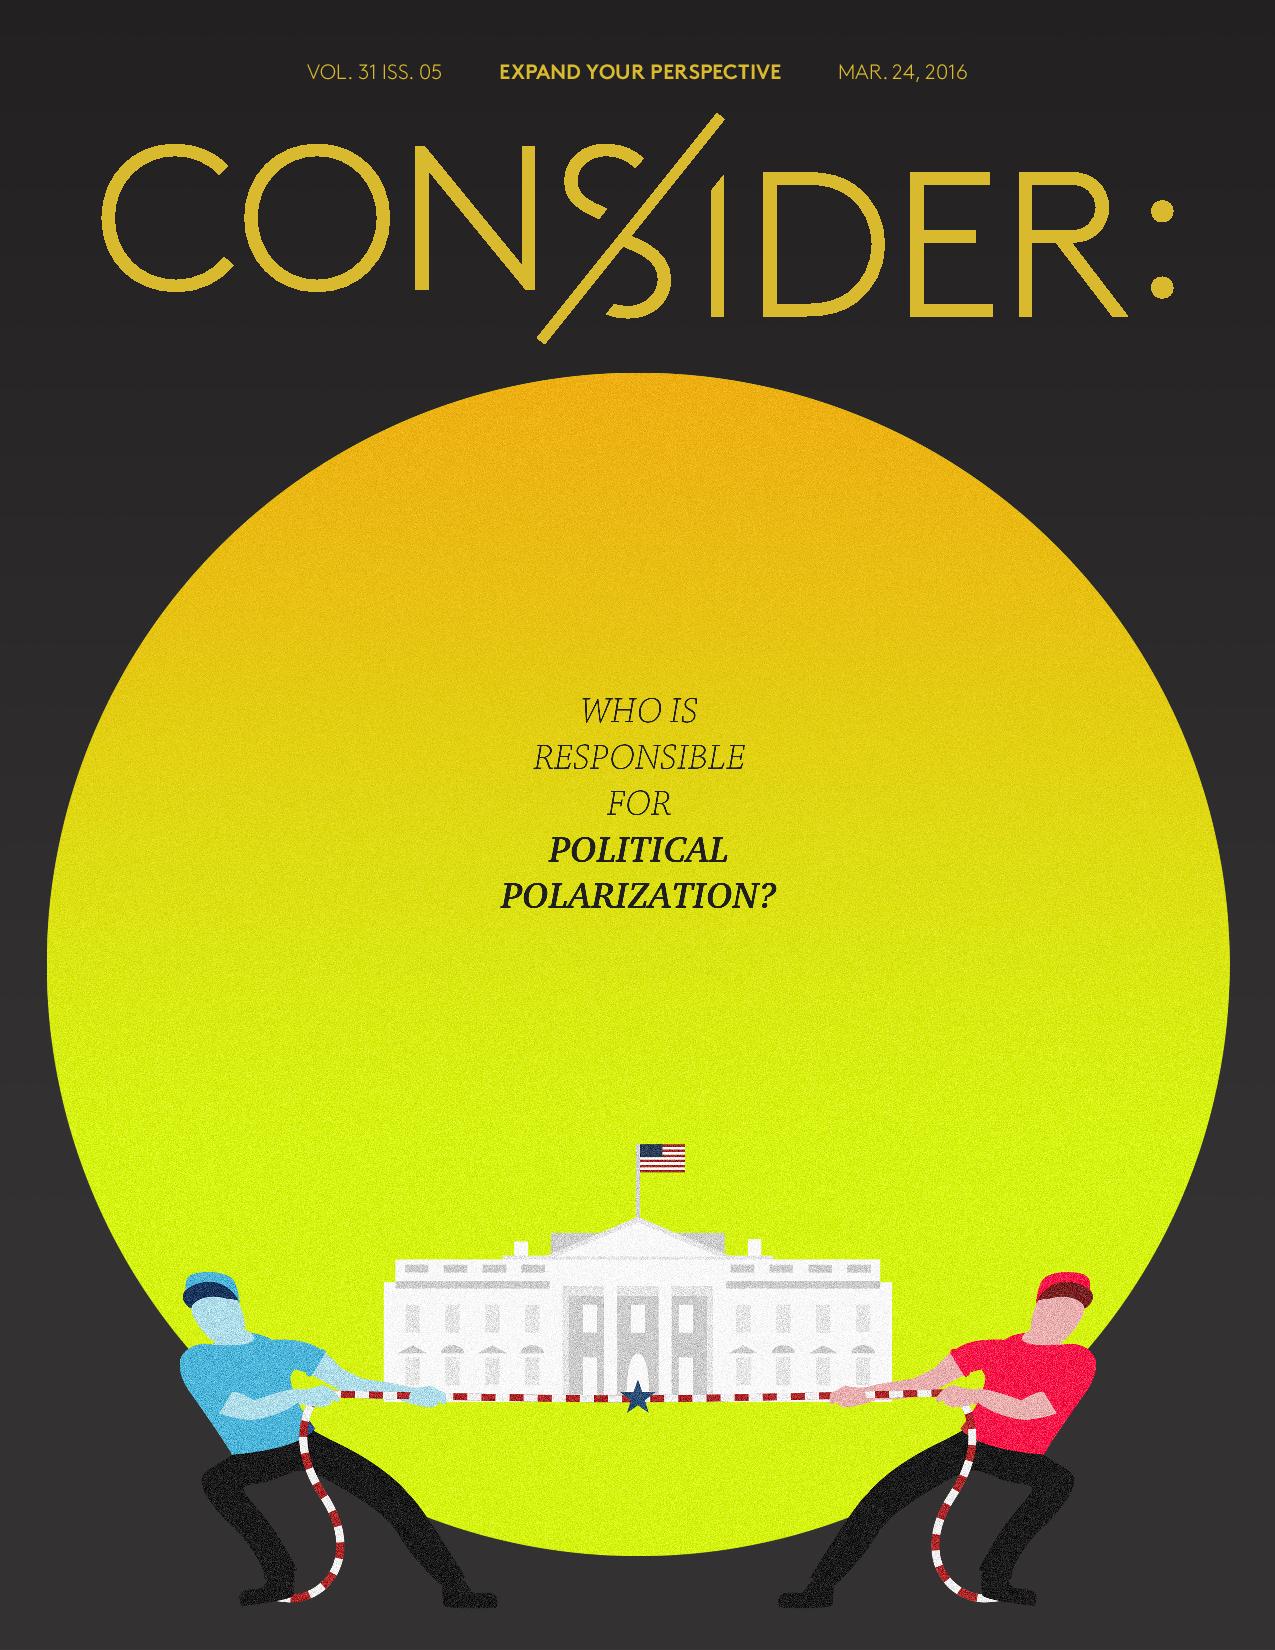 VOL. 31 ISS. 05 EXPAND YOUR PERSPECTIVE MAR. 24, 2016
CONSIDER:
WHO IS
RESPONSIBLE
FOR
POLITICAL
POLARIZATION?